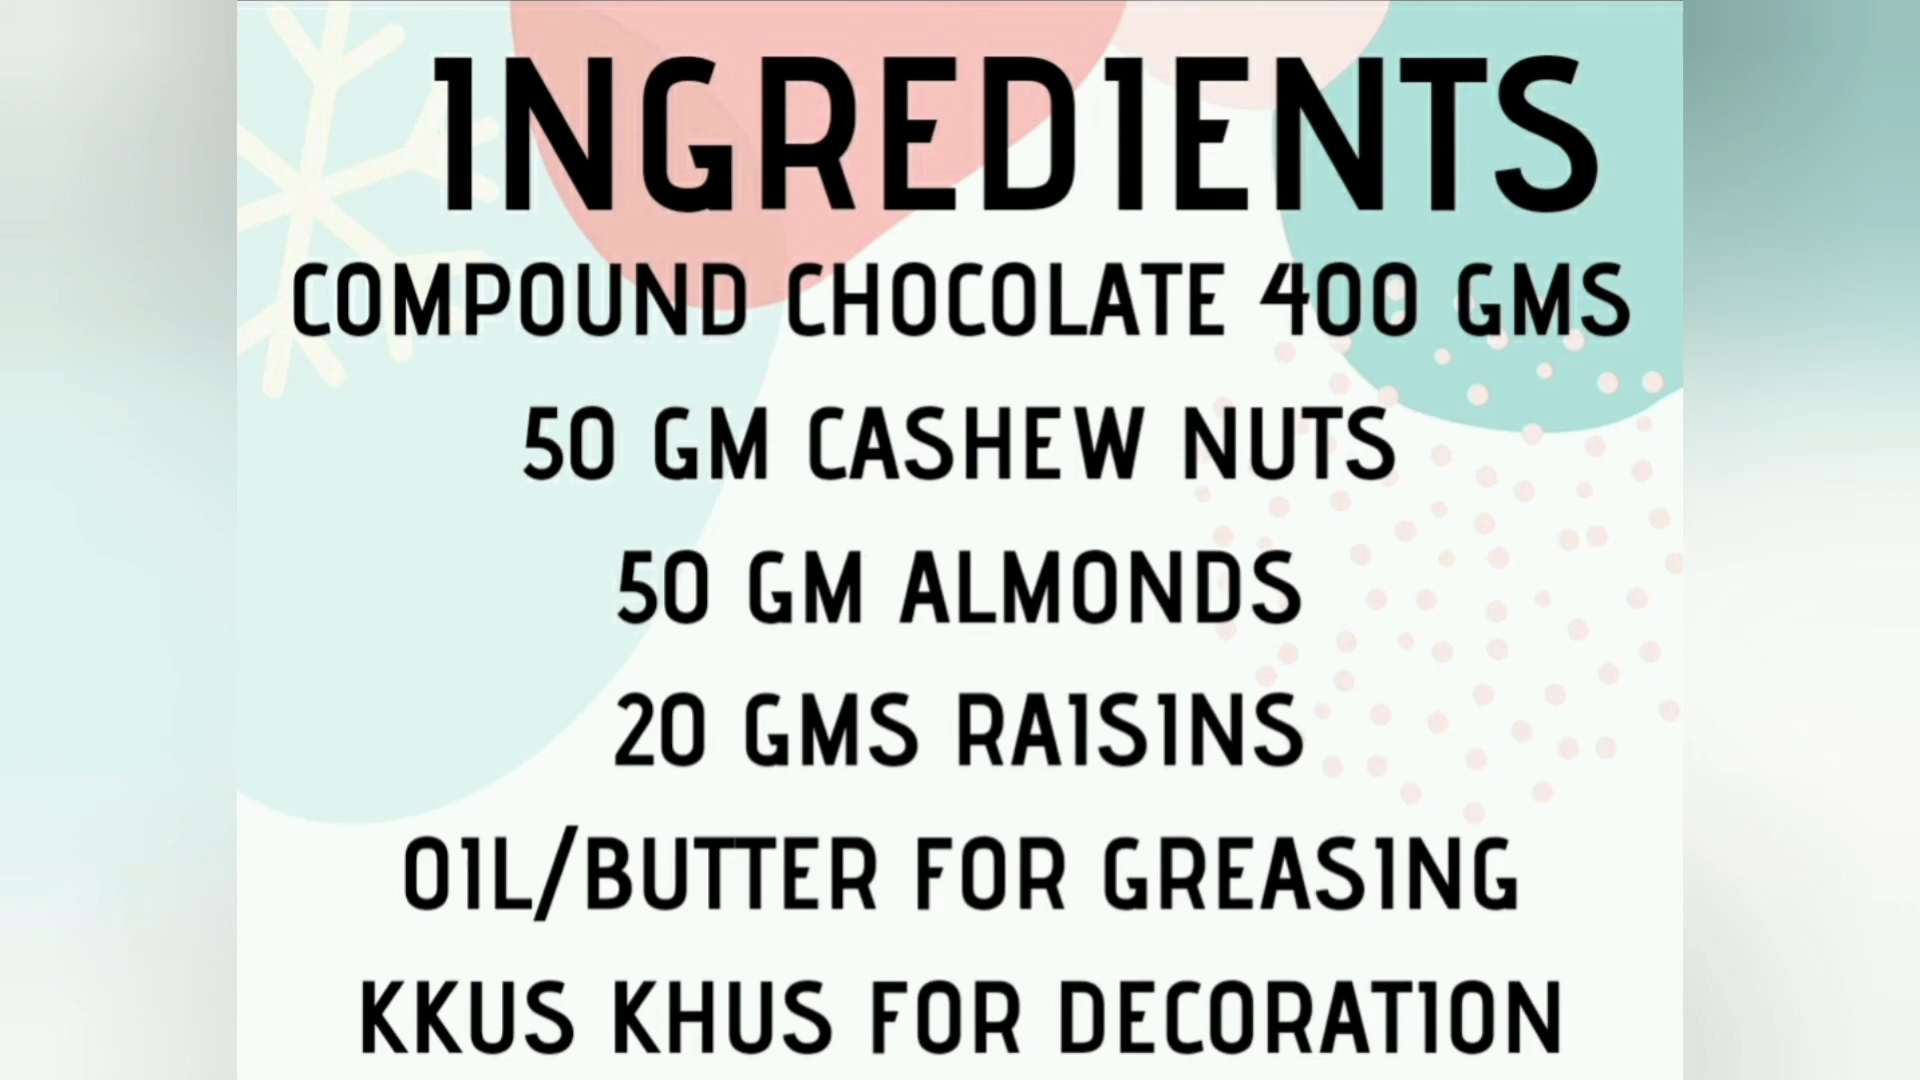 INGREDIENTS
COMPOUND CHOCOLATE 400 GMS
50 GM CASHEW NUTS
50 GM ALMONDS
20 GMS RAISINS
OIL/BUTTER FOR GREASING
KKUS KHUS FOR DECORATION